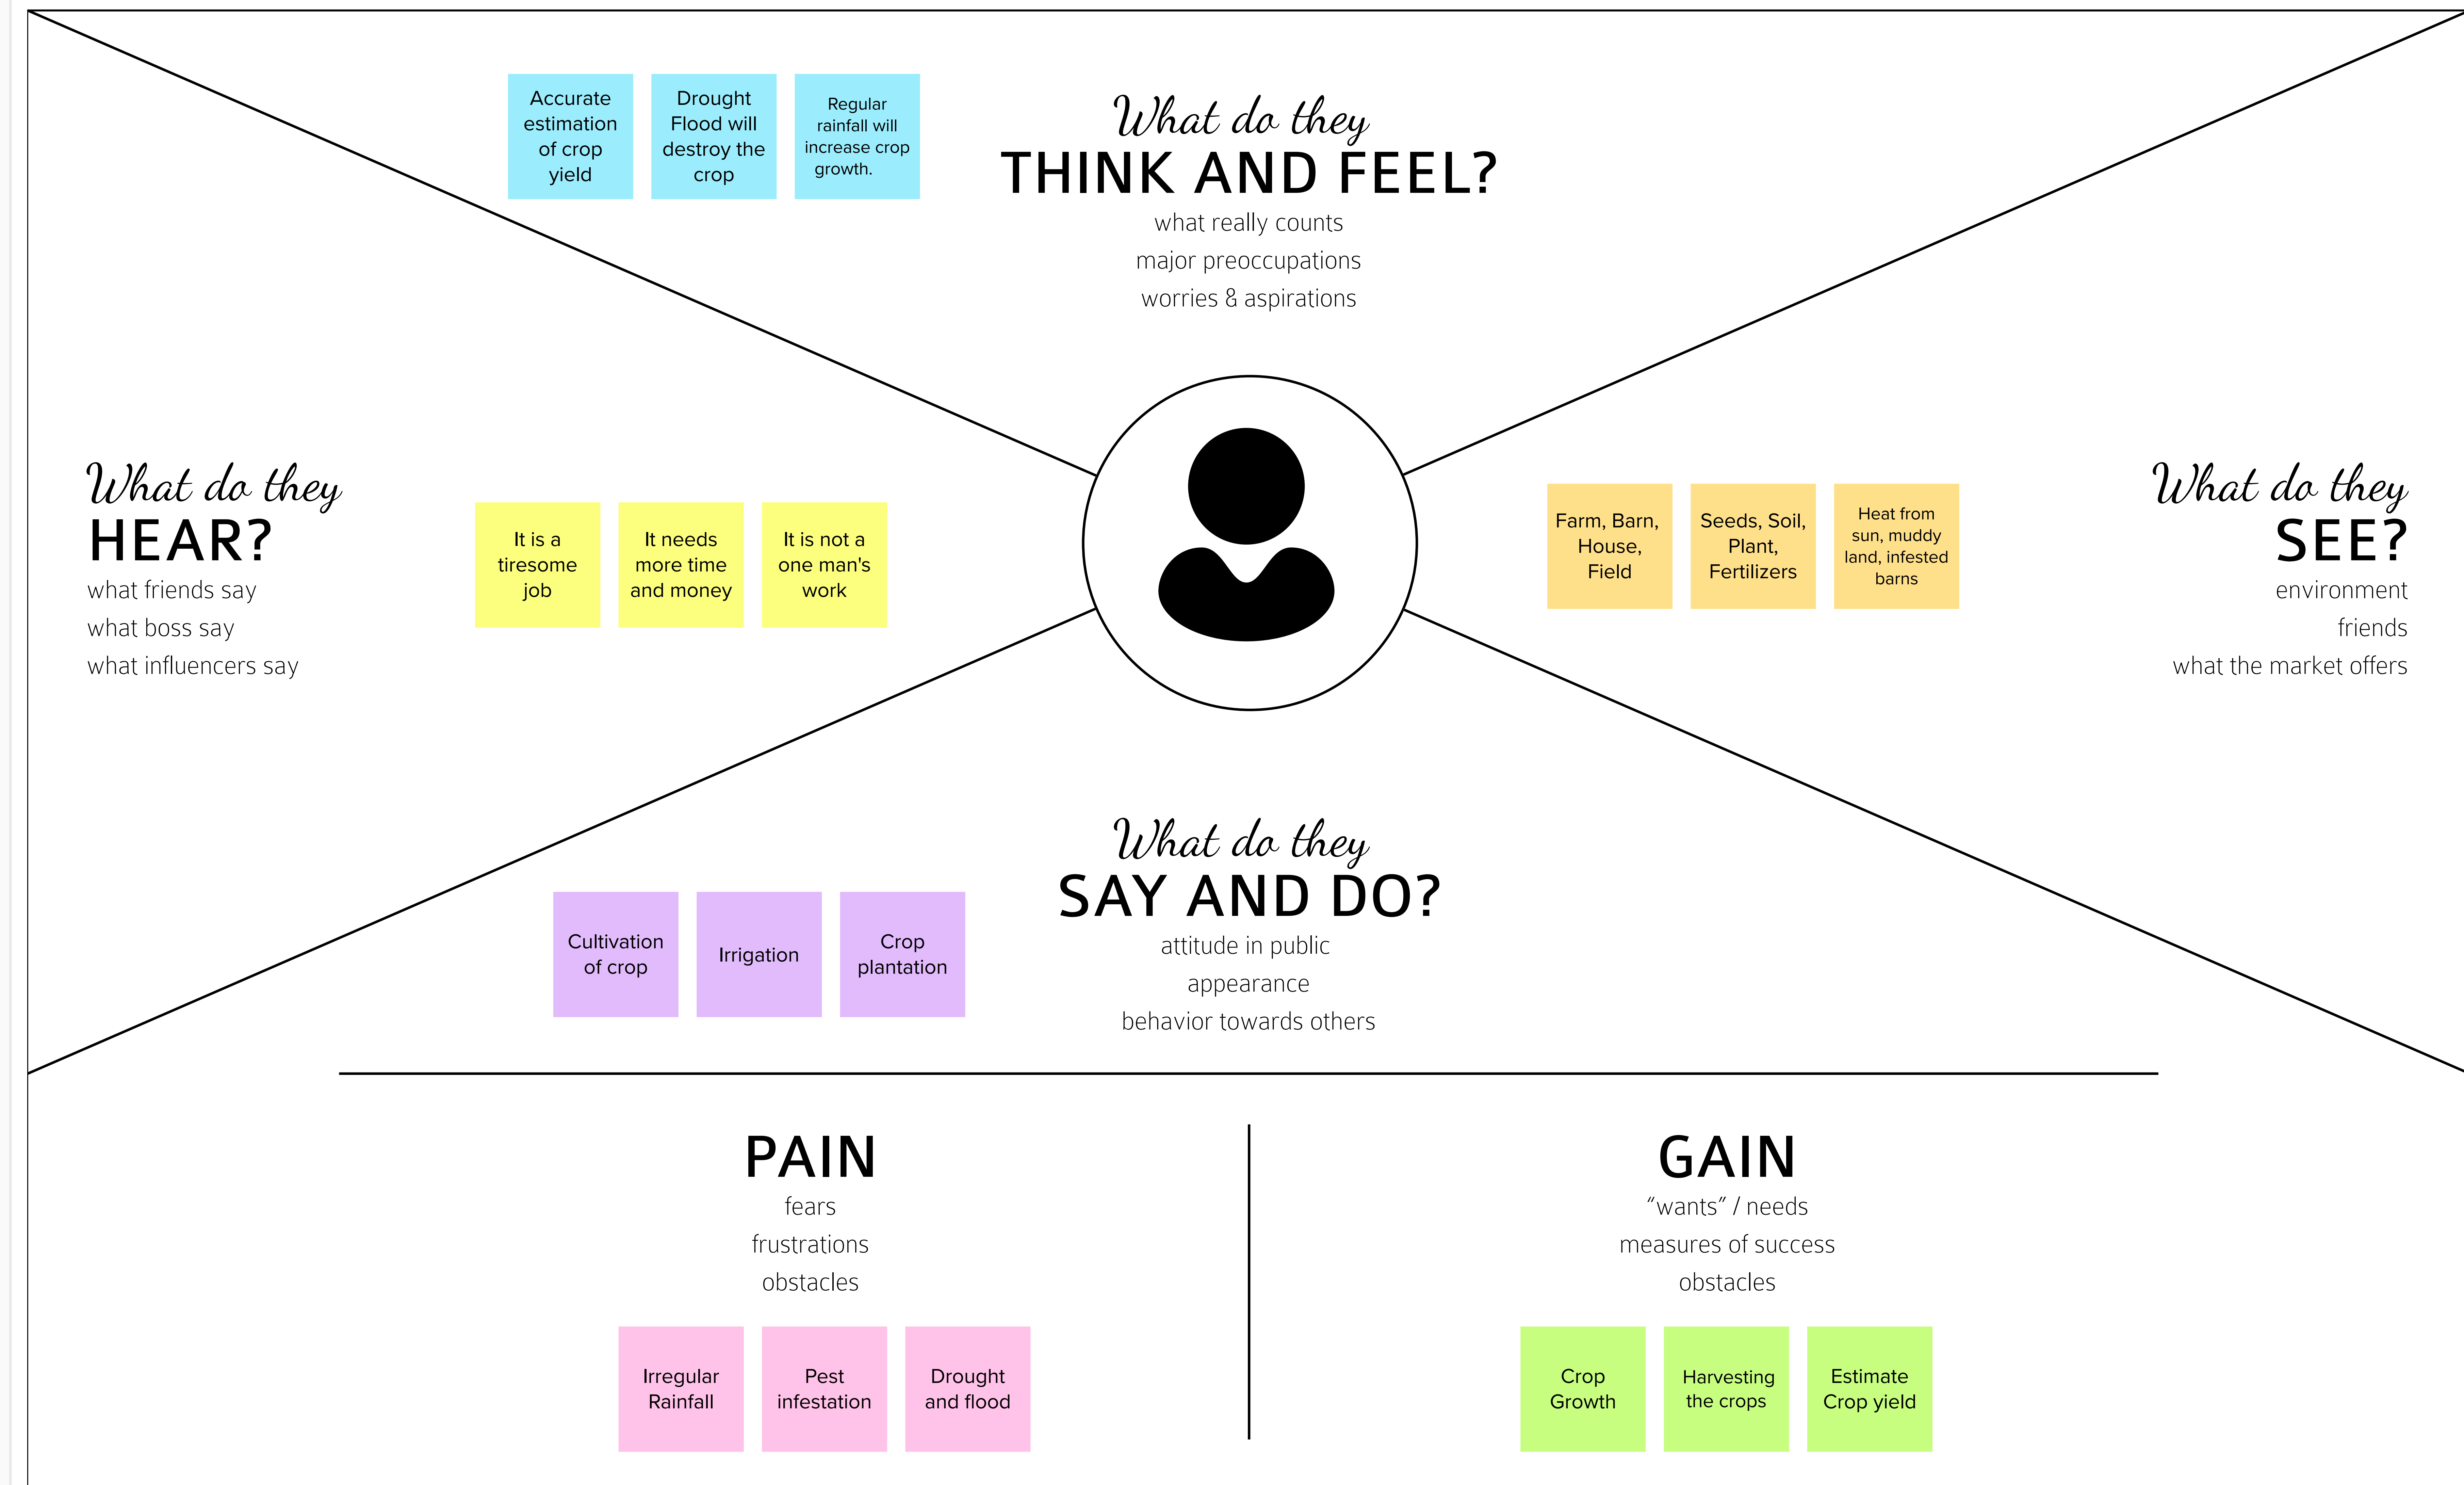 Accurate
estimation
of crop
yield
Drought
Flood will
destroy the
crop
Regular
rainfall will
increase crop
growth.
What do they
THINK AND FEEL?
what really counts
major preoccupations
worries & aspirations
What do they
HEAR?
what friends say
what boss say
what influencers say
It is a
tiresome
job
It needs
more time
and money
It is not a
one man's
work
Farm, Barn,
House,
Field
Seeds, Soil,
Plant,
Fertilizers
Heat from
sun, muddy
land, infested
barns
What do they
SEE?
environment
friends
what the market offers
What do they
SAY AND DO?
attitude in public
appearance
behavior towards others
Cultivation
of crop
Irrigation
Crop
plantation
PAIN
fears
frustrations
obstacles
Irregular
Rainfall
Pest
infestation
Drought
and flood
GAIN
“wants” / needs
measures of success
obstacles
Crop
Growth
Harvesting
the crops
Estimate
Crop yield